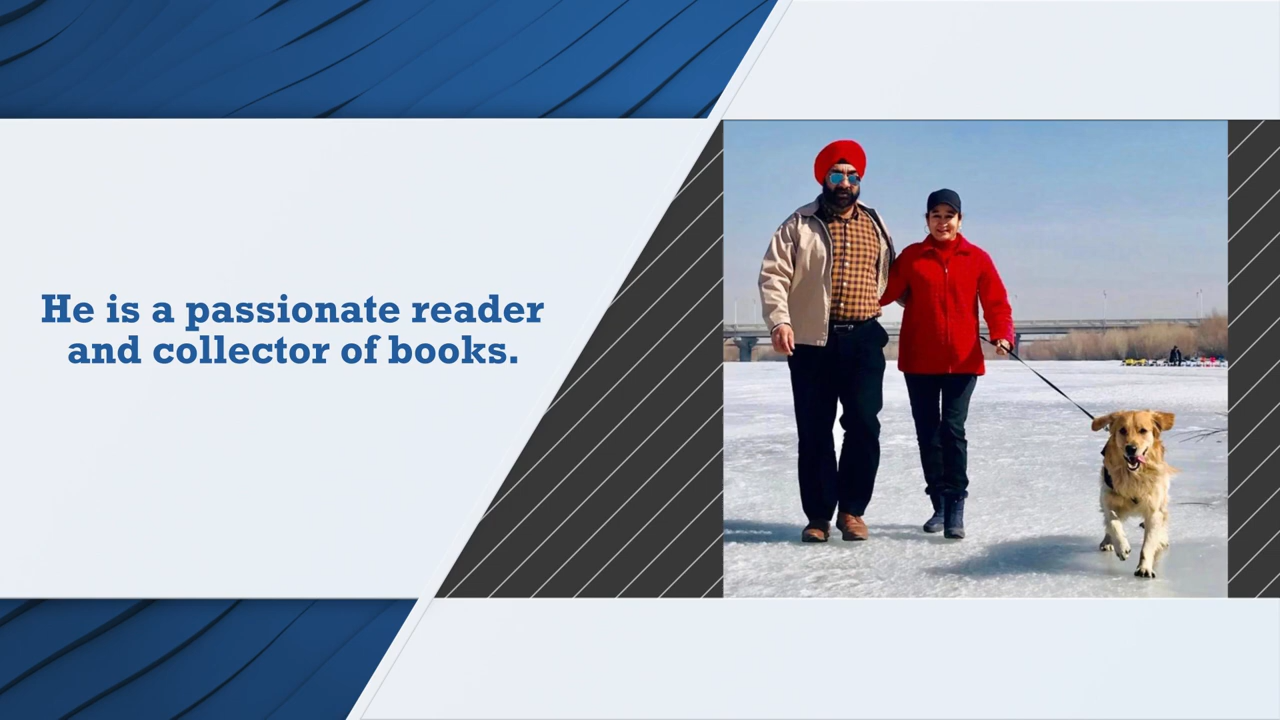 He is a passionate reader
and collector of books.